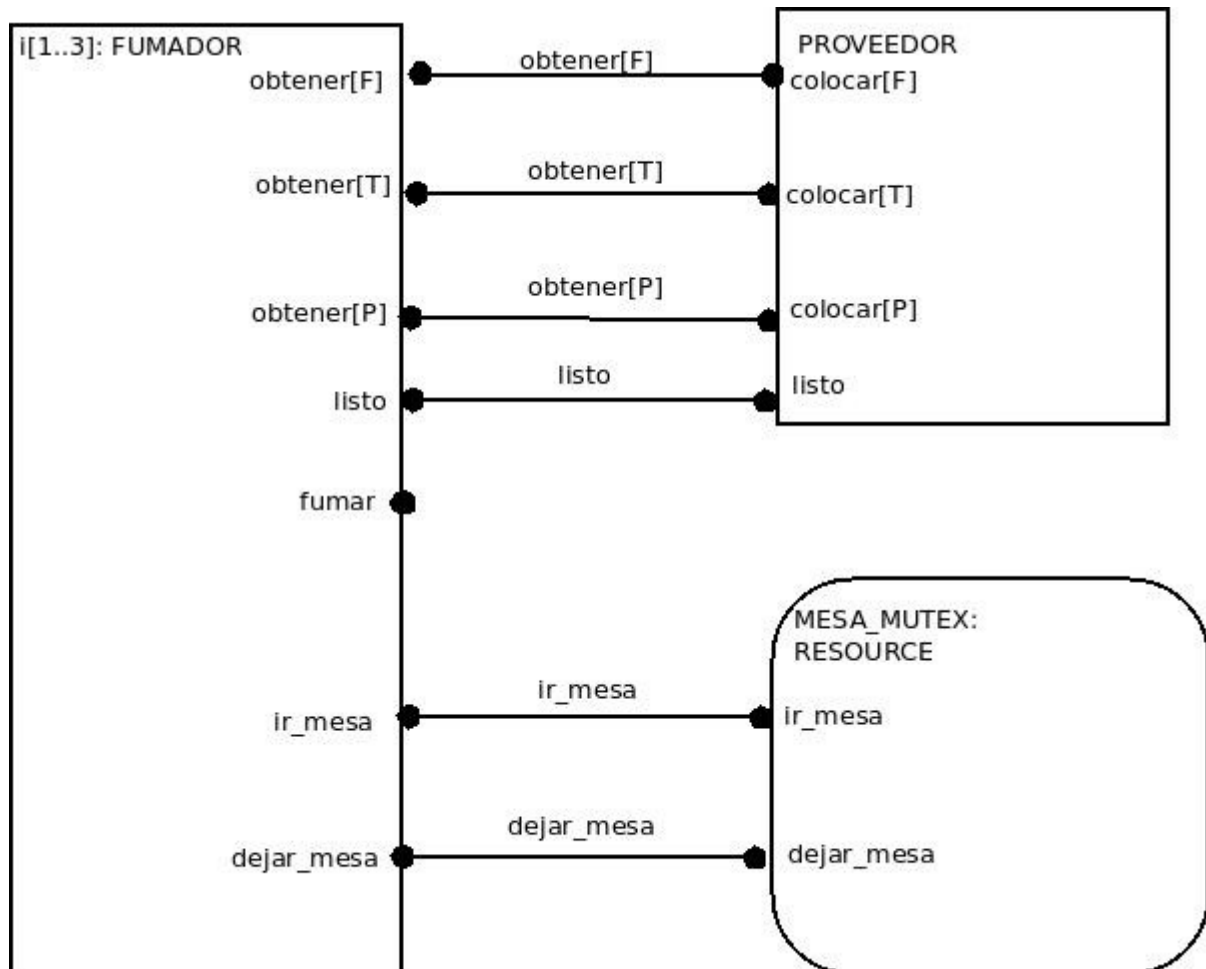 i[1..3]: FUMADOR
obtener[F]
obtener[T]
obtener[P]
listo
fumar
ir_mesa
dejar_mesa
obtener[F]
obtener[T]
obtener[P]
listo
ir_mesa
dejar_mesa
PROVEEDOR
colocar[F]
colocar[T]
colocar[P]
listo
MESA_MUTEX:
RESOURCE
ir_mesa
dejar_mesa